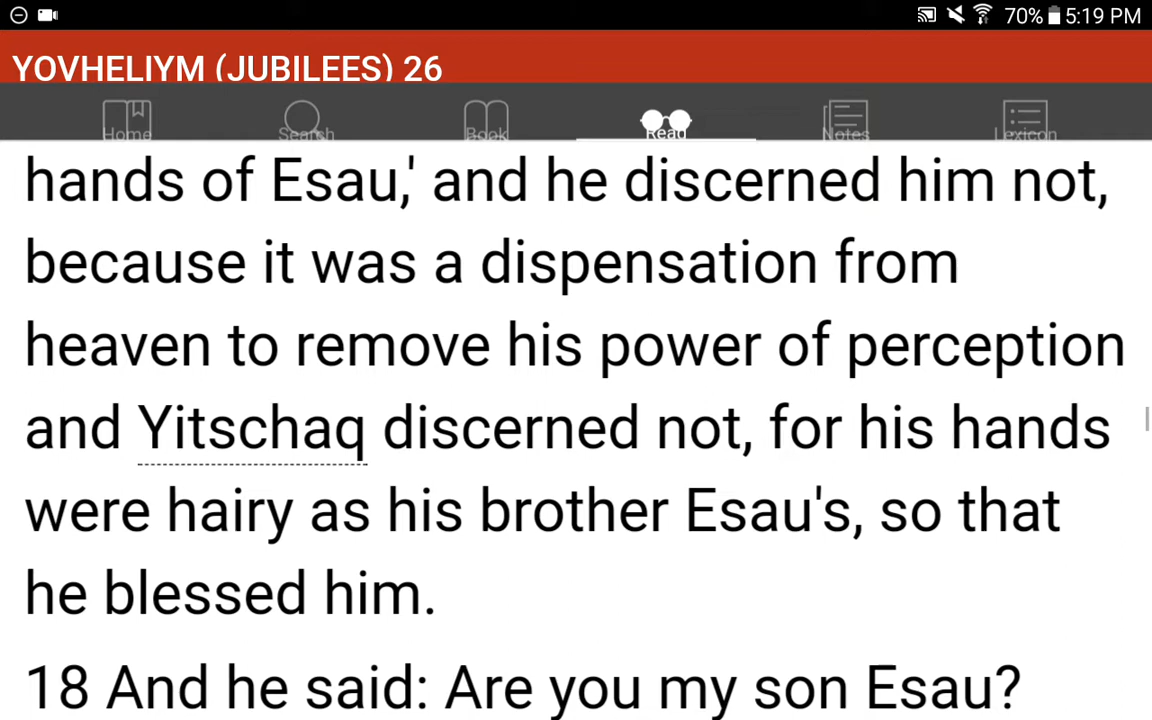 70% 5:19 PM
YOVHELIYM (JUBILEES) 26
Home Search Book Read Notes Lexicon
hands of Esau,' and he discerned him not,
because it was a dispensation from
heaven to remove his power of perception
and Yitschaq discerned not, for his hands
were hairy as his brother Esau's, so that
he blessed him.
18 And he said: Are you my son Esau?